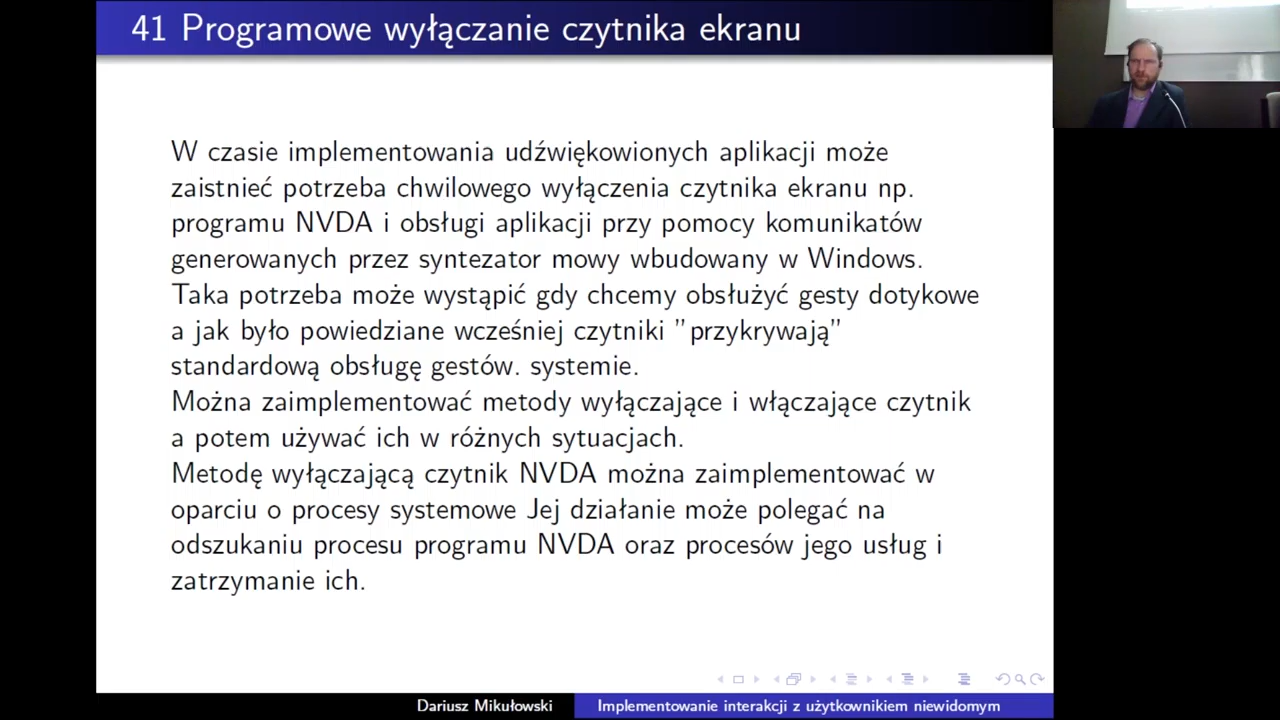 41 Programowe wyłączanie czytnika ekranu
W czasie implementowania udźwiękowionych aplikacji może
zaistnieć potrzeba chwilowego wyłączenia czytnika ekranu np.
programu NVDA i obsługi aplikacji przy pomocy komunikatów
generowanych przez syntezator mowy wbudowany w Windows.
Taka potrzeba może wystąpić gdy chcemy obsłużyć gesty dotykowe
a jak było powiedziane wcześniej czytniki ”przykrywają”
standardową obsługę gestów. systemie.
Można zaimplementować metody wyłączające i włączające czytnik
a potem używać ich w różnych sytuacjach.
Metodę wyłączającą czytnik NVDA można zaimplementować w
oparciu o procesy systemowe Jej działanie może polegać na
odszukaniu procesu programu NVDA oraz procesów jego usług i
zatrzymanie ich.
Dariusz Mikułowski
Implementowanie interakcji z użytkownikiem niewidomym